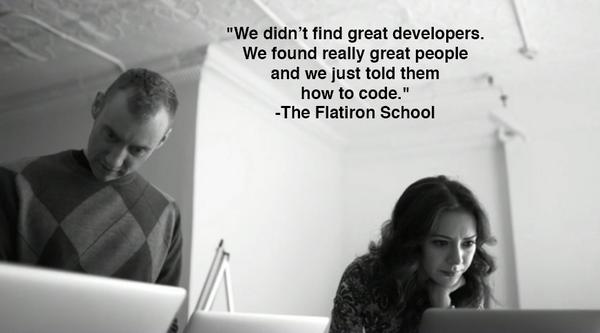 "We didn’t find great developers.
We found really great people
and we just told them
how to code."
-The Flatiron School